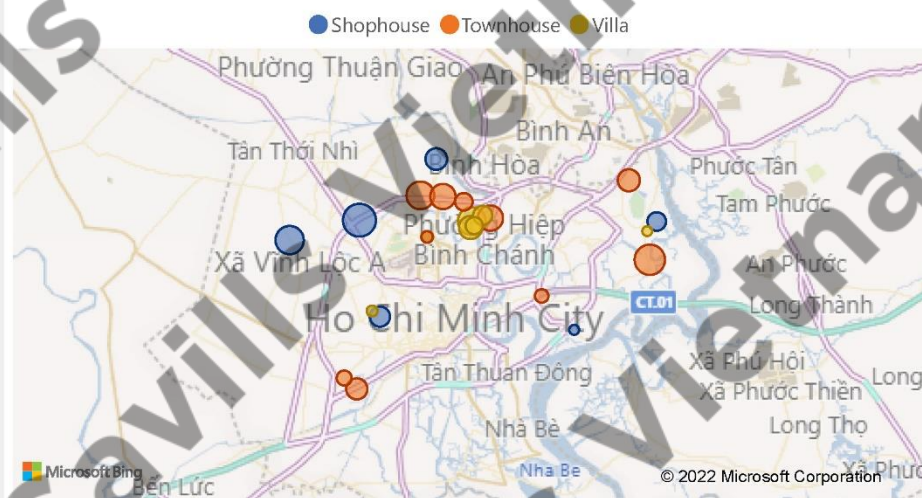 Shophouse Townhouse Villa
Phường Thuận Giao
An Phú Biên Hòa
Bình An
Tân Thới Nhì
Bình Hòa
Phước Tân
Tam Phước
Hiệp
Bình Chánh
Xã Vĩnh Lộc A
An Phước
CT.01
Long Thành
Ho Chi Minh City
Xã Phú Hội
Tân Thuận Đông
Long
Xã Phước Thiền
Long Thọ
Nhà Bè
Nha Be
Microsoft Bing
© 2022 Microsoft Corporation
Bến Lức
Savills Vietnam
Vietnam